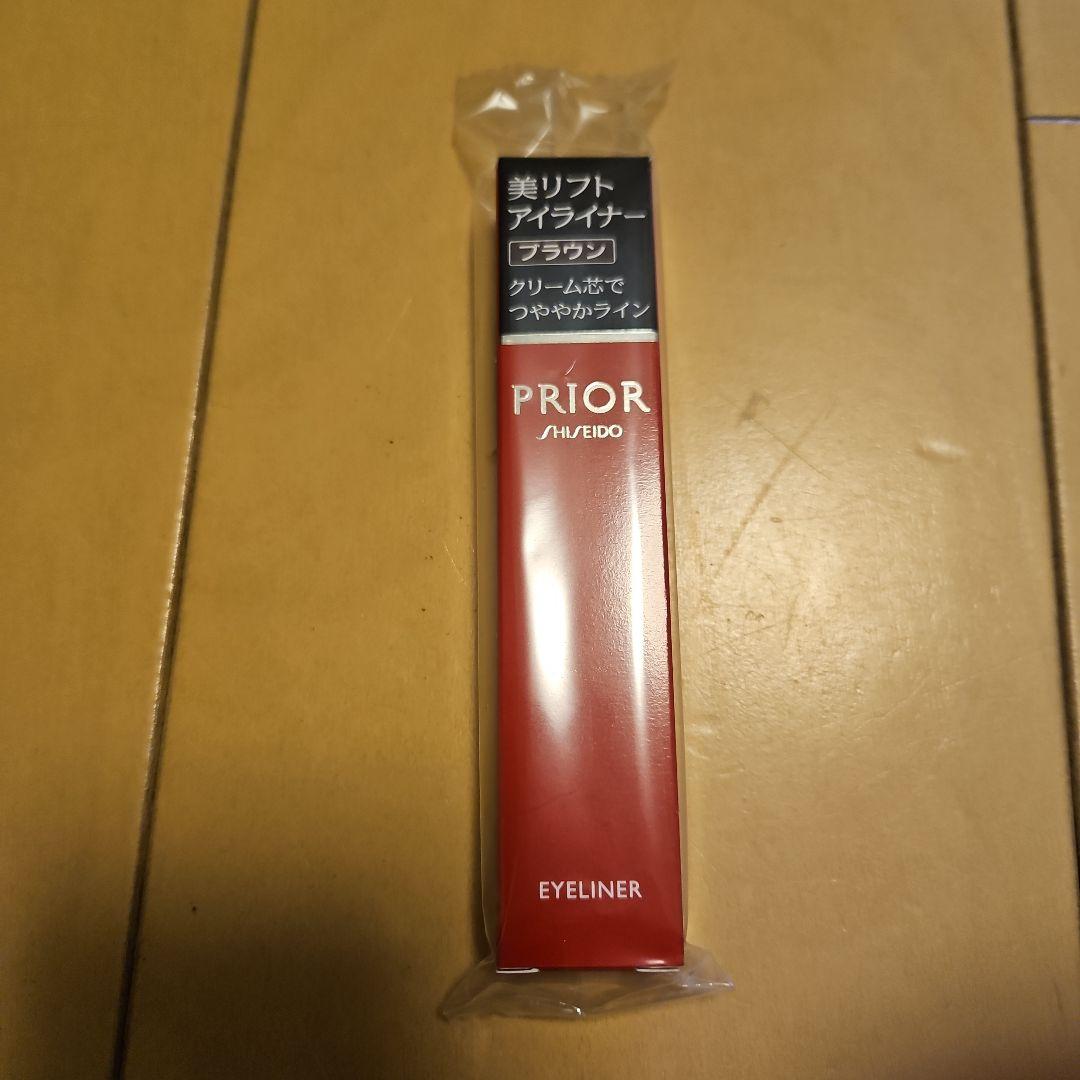 美リフト
アイライナー
ブラウン
クリーム芯で
つややかライン
PRIOR
SHISEIDO
EYELINER